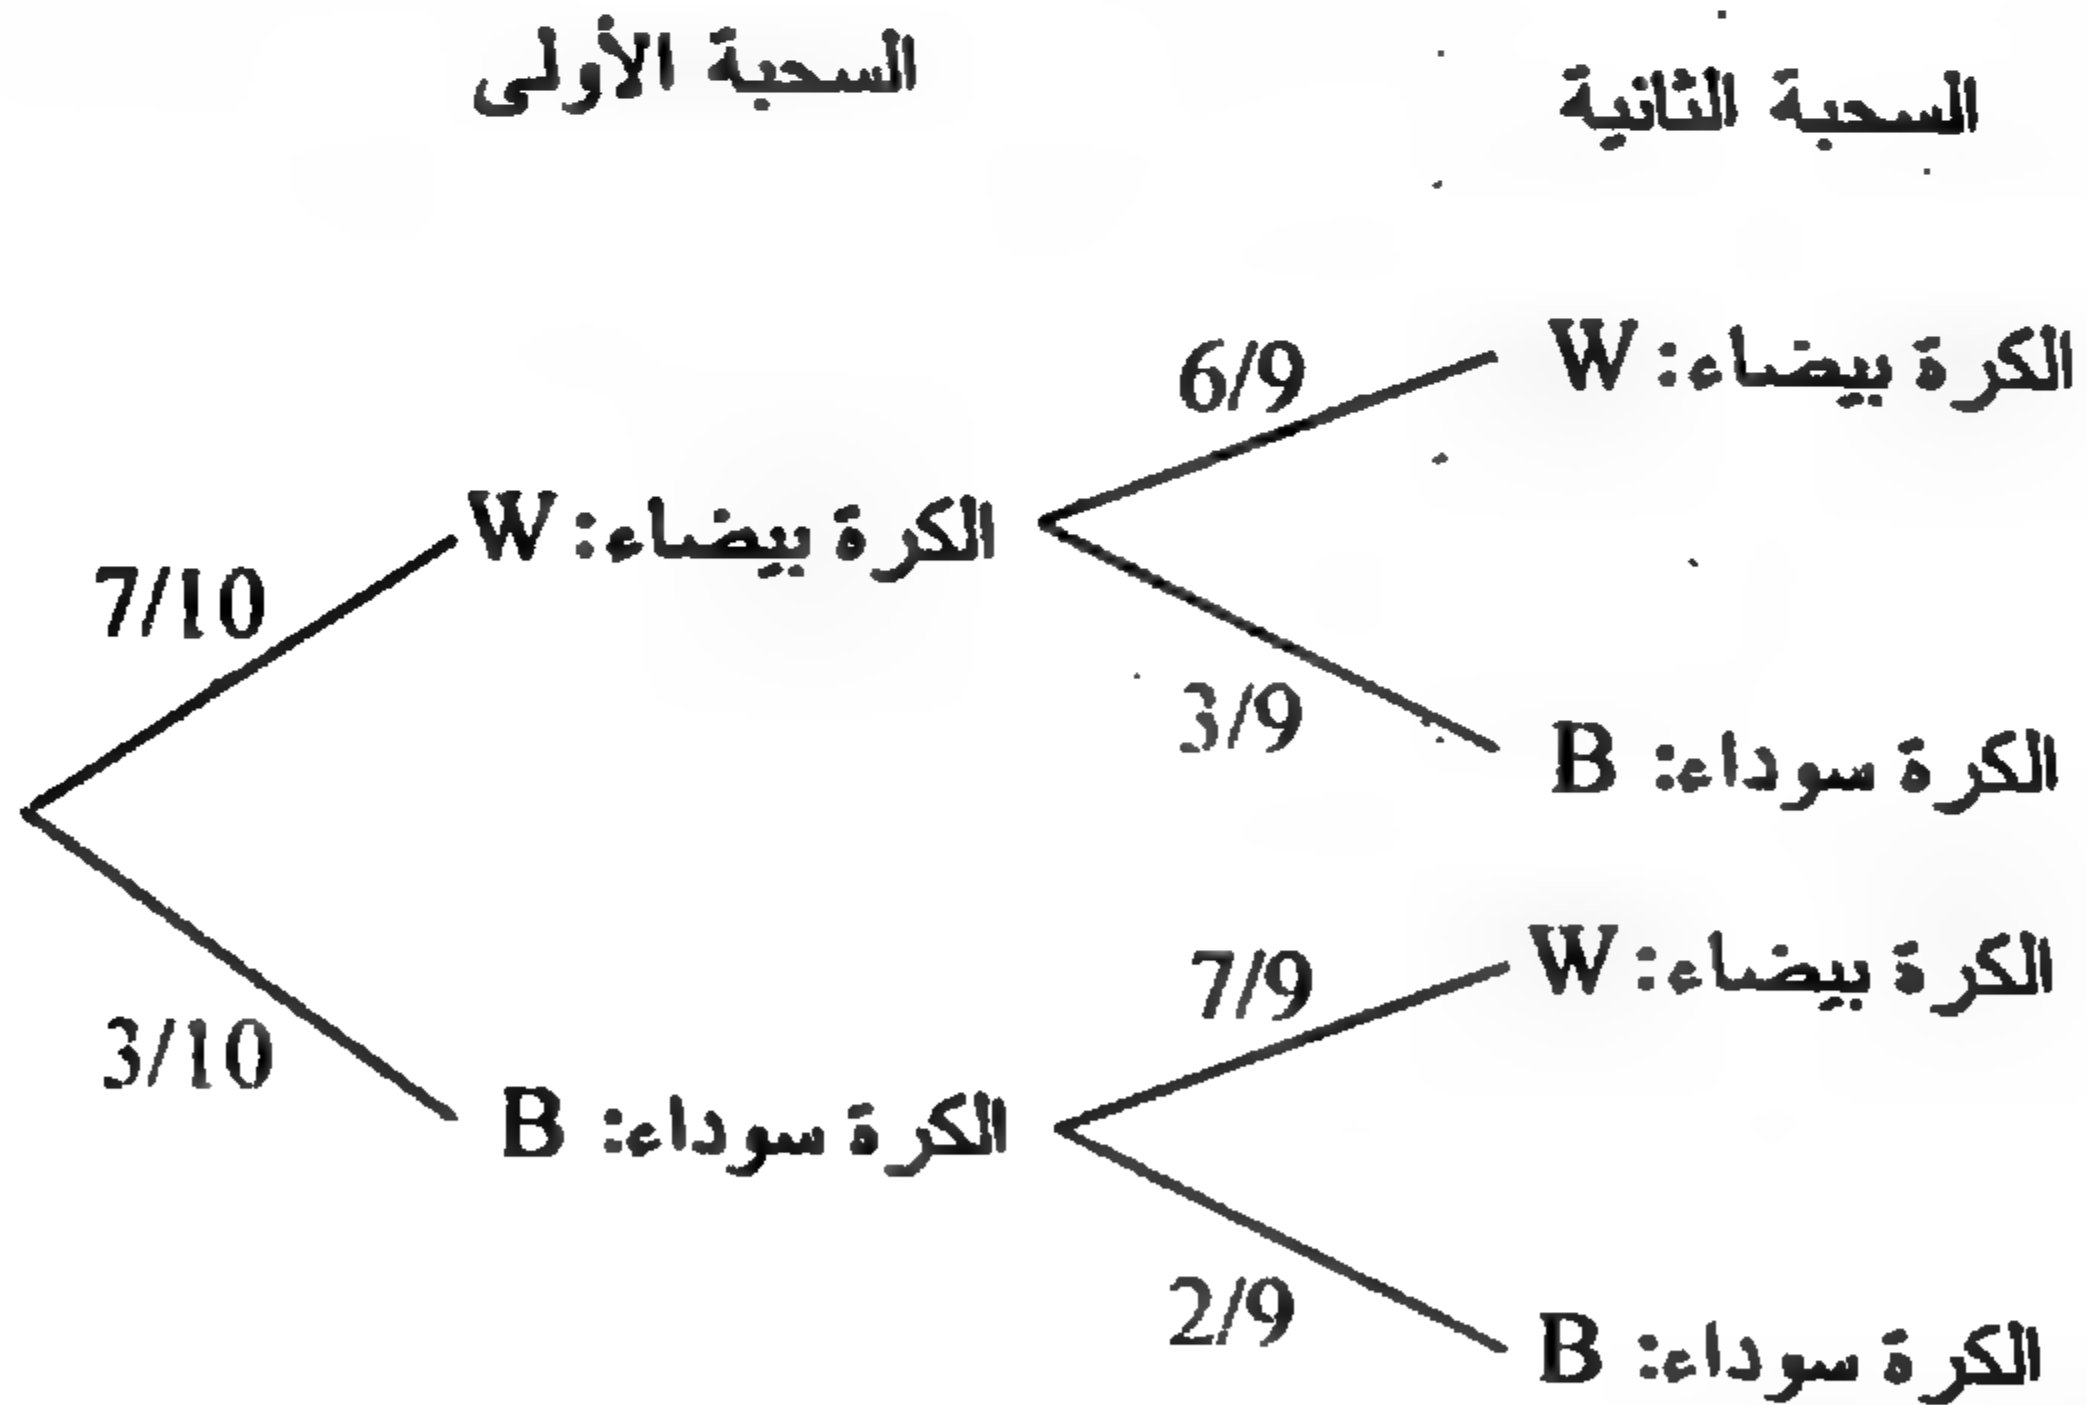 السحبة الأولى
السحبة الثانية
6/9
الكرة بيضاء: W
7/10
الكرة بيضاء: W
3/9
الكرة سوداء: B
7/9
الكرة بيضاء: W
3/10
الكرة سوداء: B
2/9
الكرة سوداء: B